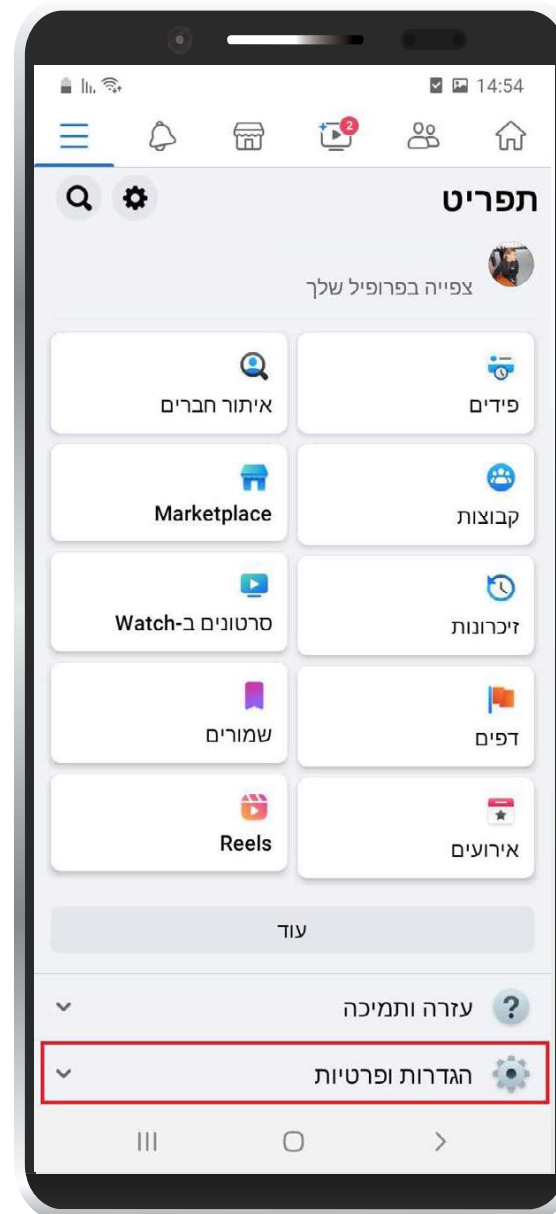 14:54
2
תפריט
צפייה בפרופיל שלך
פידים
איתור חברים
קבוצות
Marketplace
זיכרונות
סרטונים ב-Watch
דפים
שמורים
אירועים
Reels
עוד
? עזרה ותמיכה
הגדרות ופרטיות